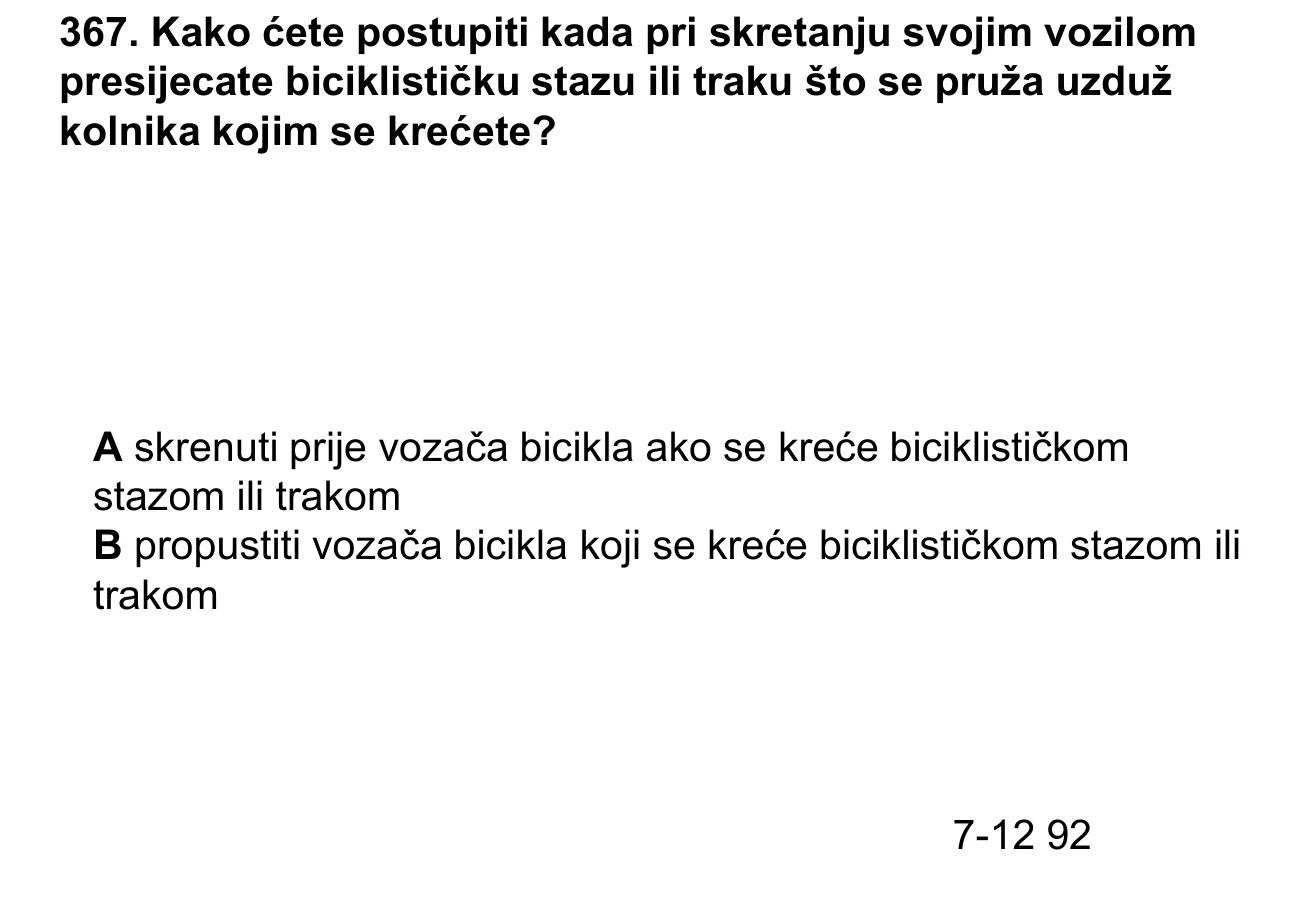 367. Kako ćete postupiti kada pri skretanju svojim vozilom
presijecate biciklističku stazu ili traku što se pruža uzduž
kolnika kojim se krećete?
A skrenuti prije vozača bicikla ako se kreće biciklističkom
stazom ili trakom
B propustiti vozača bicikla koji se kreće biciklističkom stazom ili
trakom
7-12 92